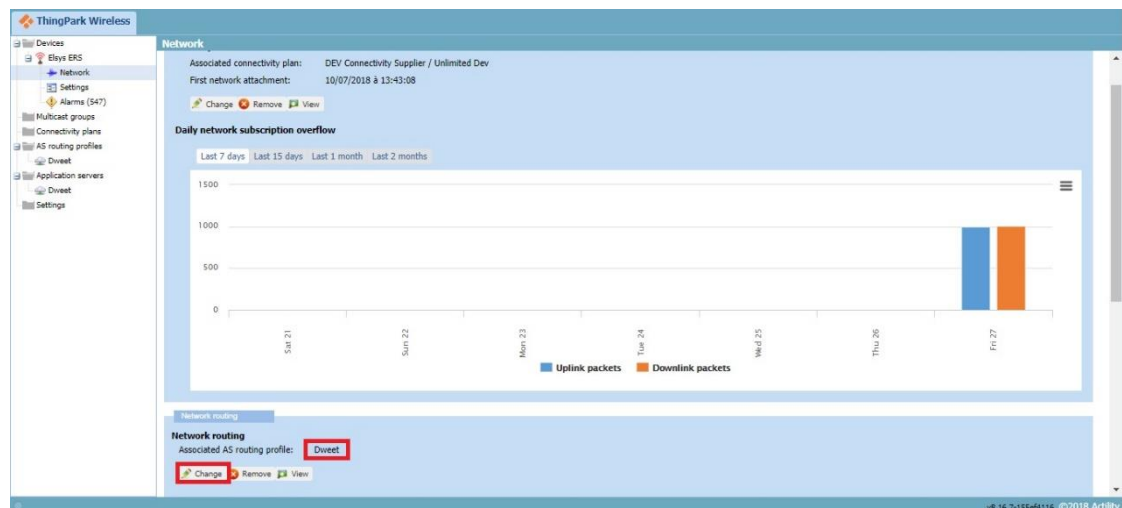 ThingPark Wireless
Devices
Elsys ERS
Network
Settings
Alarms (547)
Multicast groups
Connectivity plans
AS routing profiles
Dweet
Application servers
Dweet
Settings
Network
Associated connectivity plan: DEV Connectivity Supplier / Unlimited Dev
First network attachment: 10/07/2018 à 13:43:08
Change Remove View
Daily network subscription overflow
Last 7 days Last 15 days Last 1 month Last 2 months
1500
1000
500
0
Sat 21 Sun 22 Mon 23 Tue 24 Wed 25 Thu 26 Fri 27
Uplink packets Downlink packets
Network routing
Network routing
Associated AS routing profile: Dweet
Change Remove View
©2018 Actility